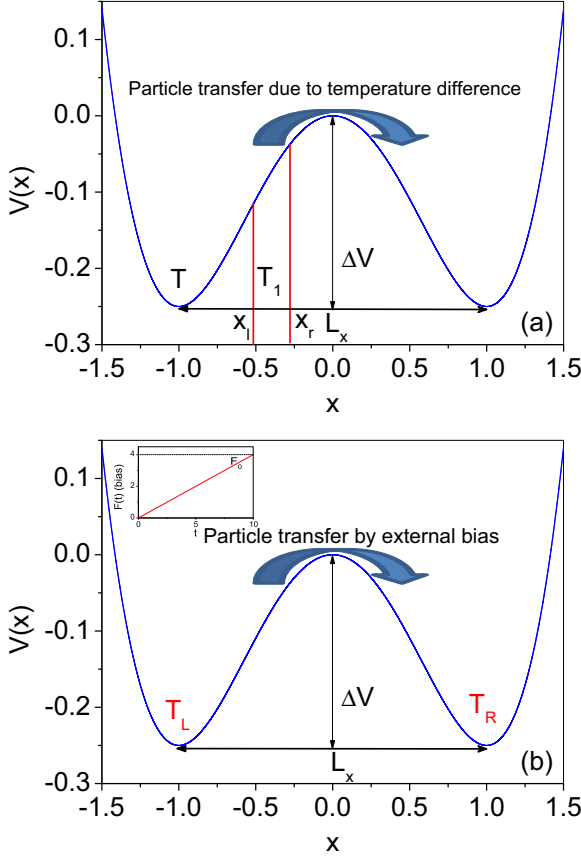 0.1
0.0
-0.1
-0.2
-0.3
V(x)
Particle transfer due to temperature difference
T
T1
ΔV
xl
xr
Lx
(a)
-1.5 -1.0 -0.5 0.0 0.5 1.0 1.5
x
4
2
0
F(t) (bias)
Fo
0 5 10
t
0.1
0.0
-0.1
-0.2
-0.3
V(x)
Particle transfer by external bias
TL
TR
ΔV
Lx
(b)
-1.5 -1.0 -0.5 0.0 0.5 1.0 1.5
x